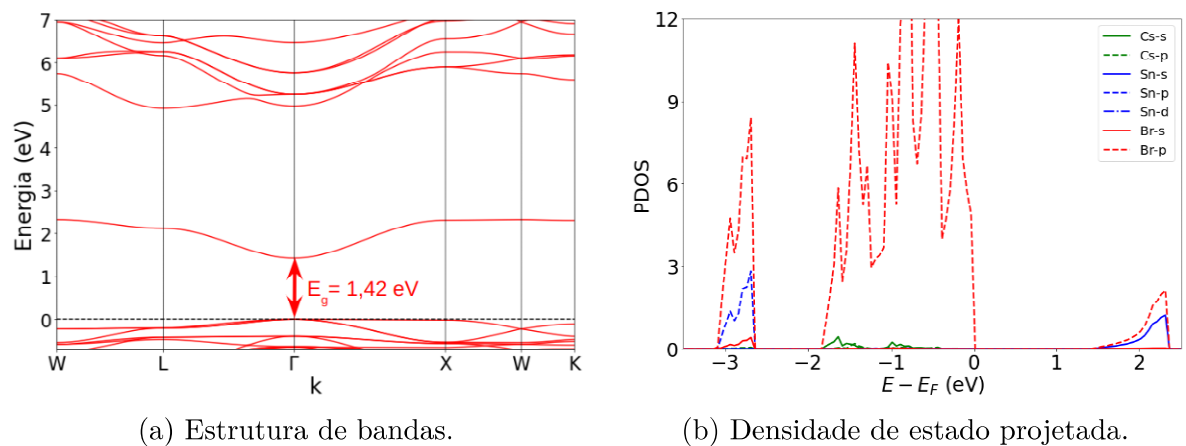 7
6
5
4
3
2
1
0
Energia (eV)
E_g= 1,42 eV
W L Γ X W K
k
(a) Estrutura de bandas.
12
9
6
3
0
PDOS
Cs-s
Cs-p
Sn-s
Sn-p
Sn-d
Br-s
Br-p
−3 −2 −1 0 1 2
E − E_F (eV)
(b) Densidade de estado projetada.